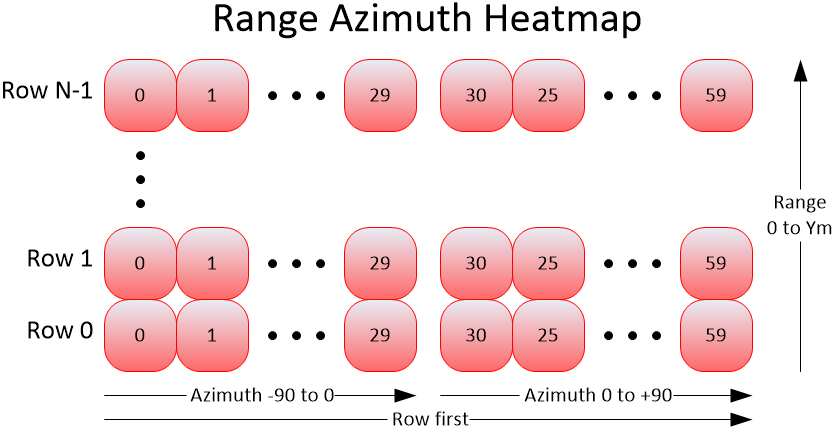 Range Azimuth Heatmap
Row N-1 0 1 29 30 25 59
Range
0 to Ym
Row 1 0 1 29 30 25 59
Row 0 0 1 29 30 25 59
Azimuth -90 to 0 Azimuth 0 to +90
Row first